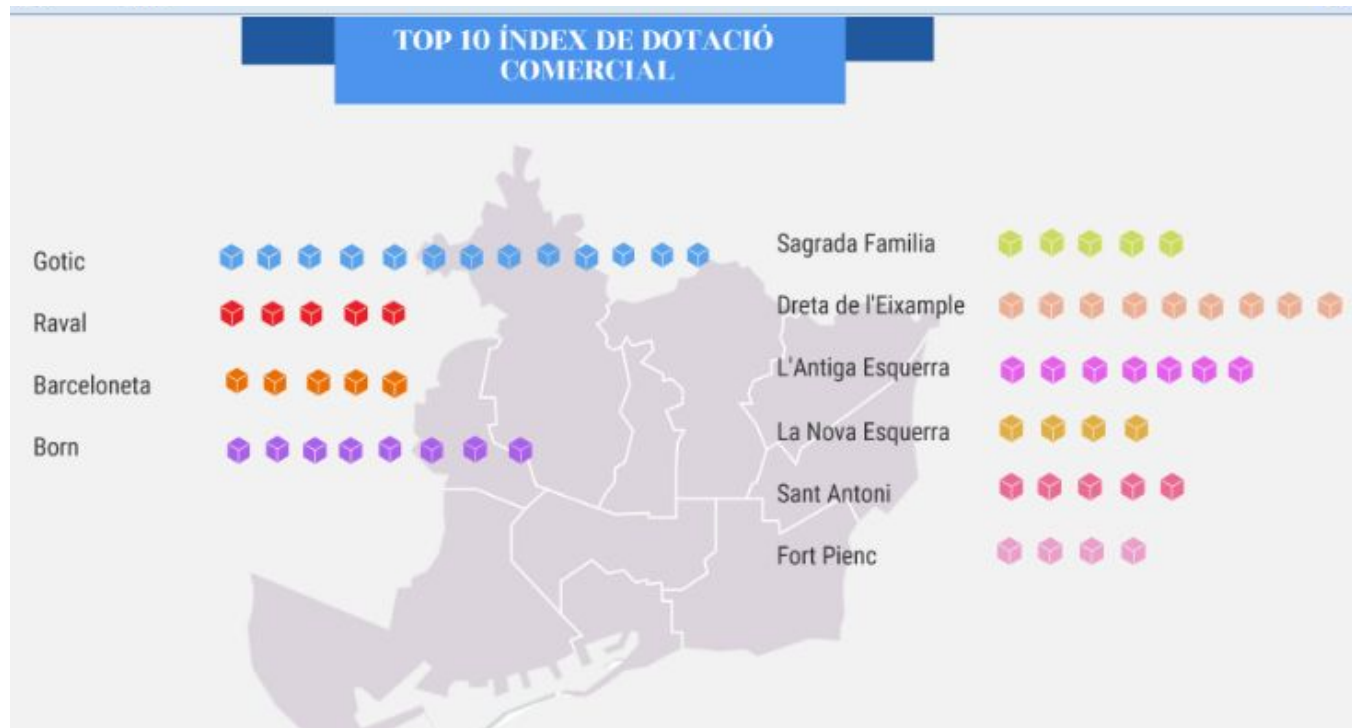 TOP 10 ÍNDEX DE DOTACIÓ
COMERCIAL
Gotic
Raval
Barceloneta
Born
Sagrada Familia
Dreta de l'Eixample
L'Antiga Esquerra
La Nova Esquerra
Sant Antoni
Fort Pienc